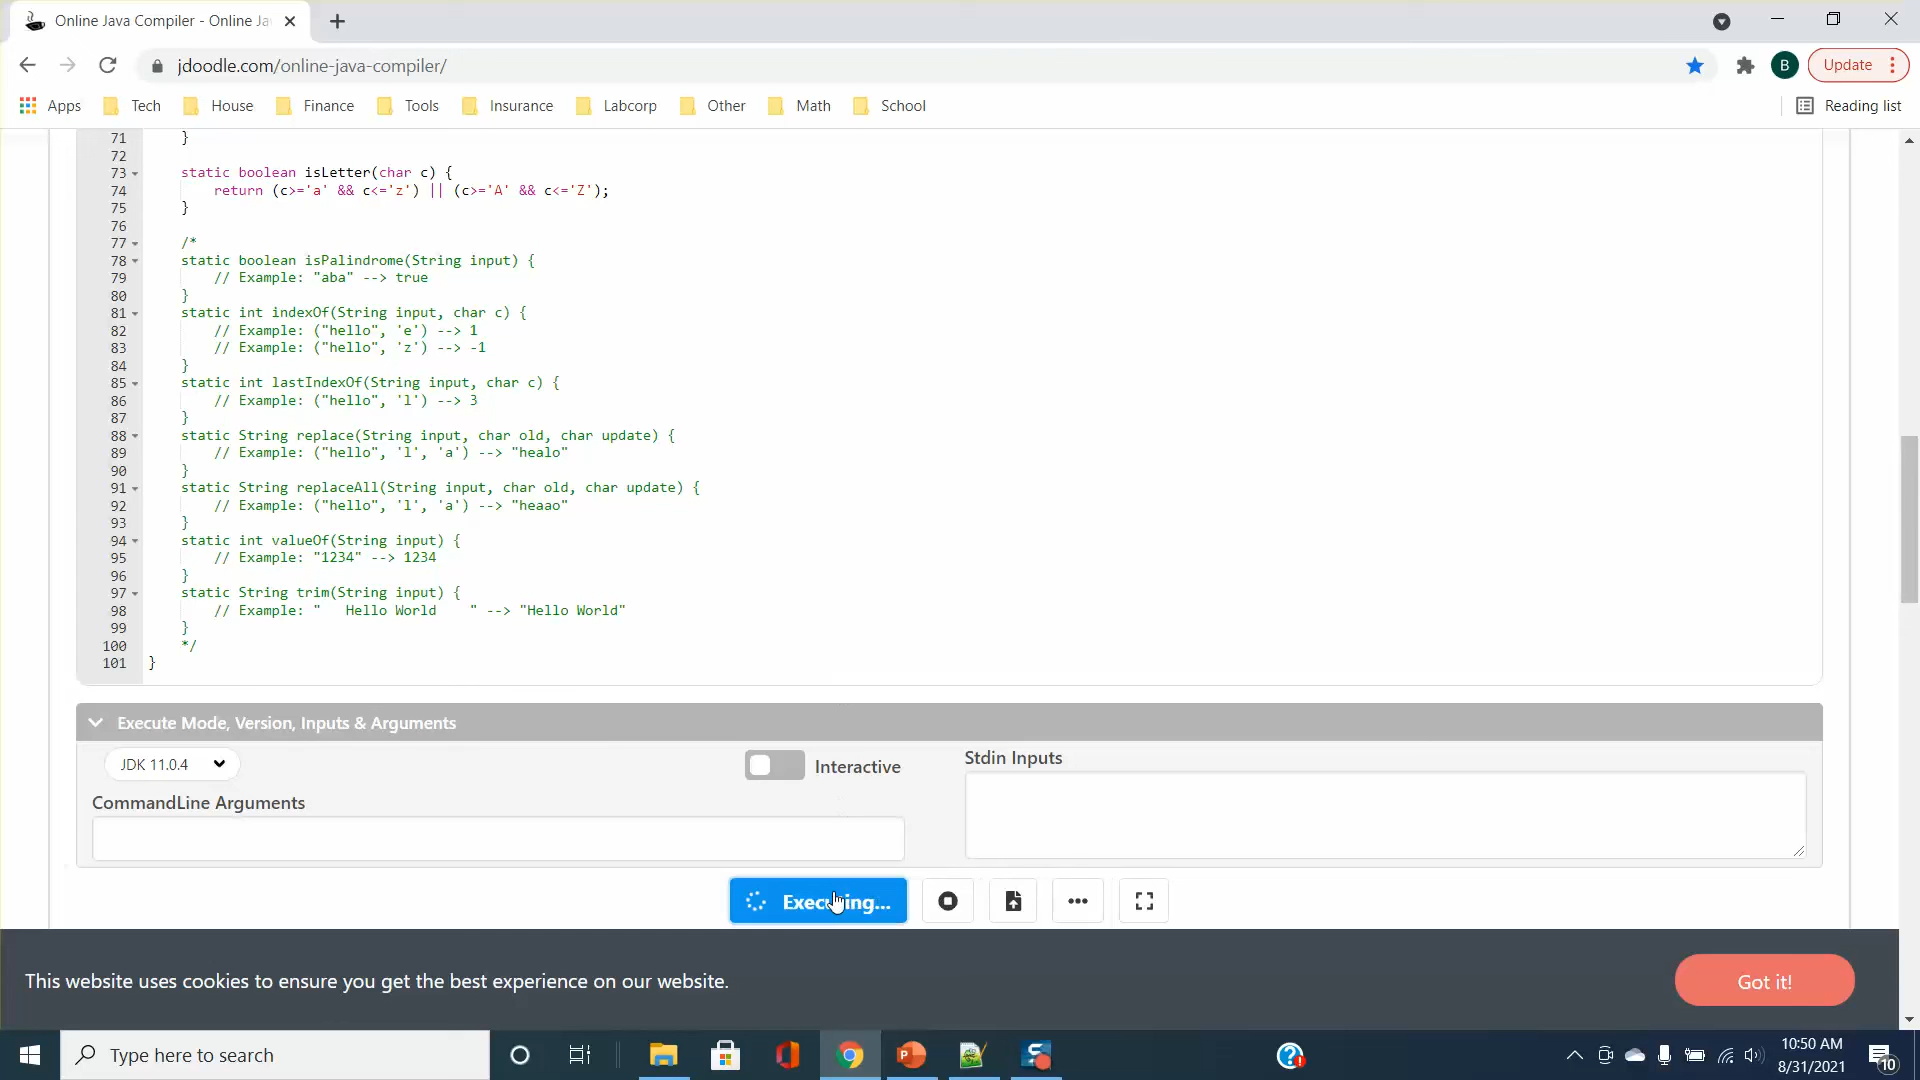 Online Java Compiler - Online Ja
jdoodle.com/online-java-compiler/
B
Update
Apps
Tech
House
Finance
Tools
Insurance
Labcorp
Other
Math
School
Reading list
71 }
72
73 static boolean isLetter(char c) {
74 return (c>='a' && c<='z') || (c>='A' && c<='Z');
75 }
76
77 /*
78 static boolean isPalindrome(String input) {
79 // Example: "aba" --> true
80 }
81 static int indexOf(String input, char c) {
82 // Example: ("hello", 'e') --> 1
83 // Example: ("hello", 'z') --> -1
84 }
85 static int lastIndexOf(String input, char c) {
86 // Example: ("hello", 'l') --> 3
87 }
88 static String replace(String input, char old, char update) {
89 // Example: ("hello", 'l', 'a') --> "healo"
90 }
91 static String replaceAll(String input, char old, char update) {
92 // Example: ("hello", 'l', 'a') --> "heaao"
93 }
94 static int valueOf(String input) {
95 // Example: "1234" --> 1234
96 }
97 static String trim(String input) {
98 // Example: "   Hello World    " --> "Hello World"
99 }
100 */
101 }
Execute Mode, Version, Inputs & Arguments
JDK 11.0.4
Interactive
Stdin Inputs
CommandLine Arguments
Executing...
This website uses cookies to ensure you get the best experience on our website.
Got it!
Type here to search
10:50 AM
8/31/2021
10